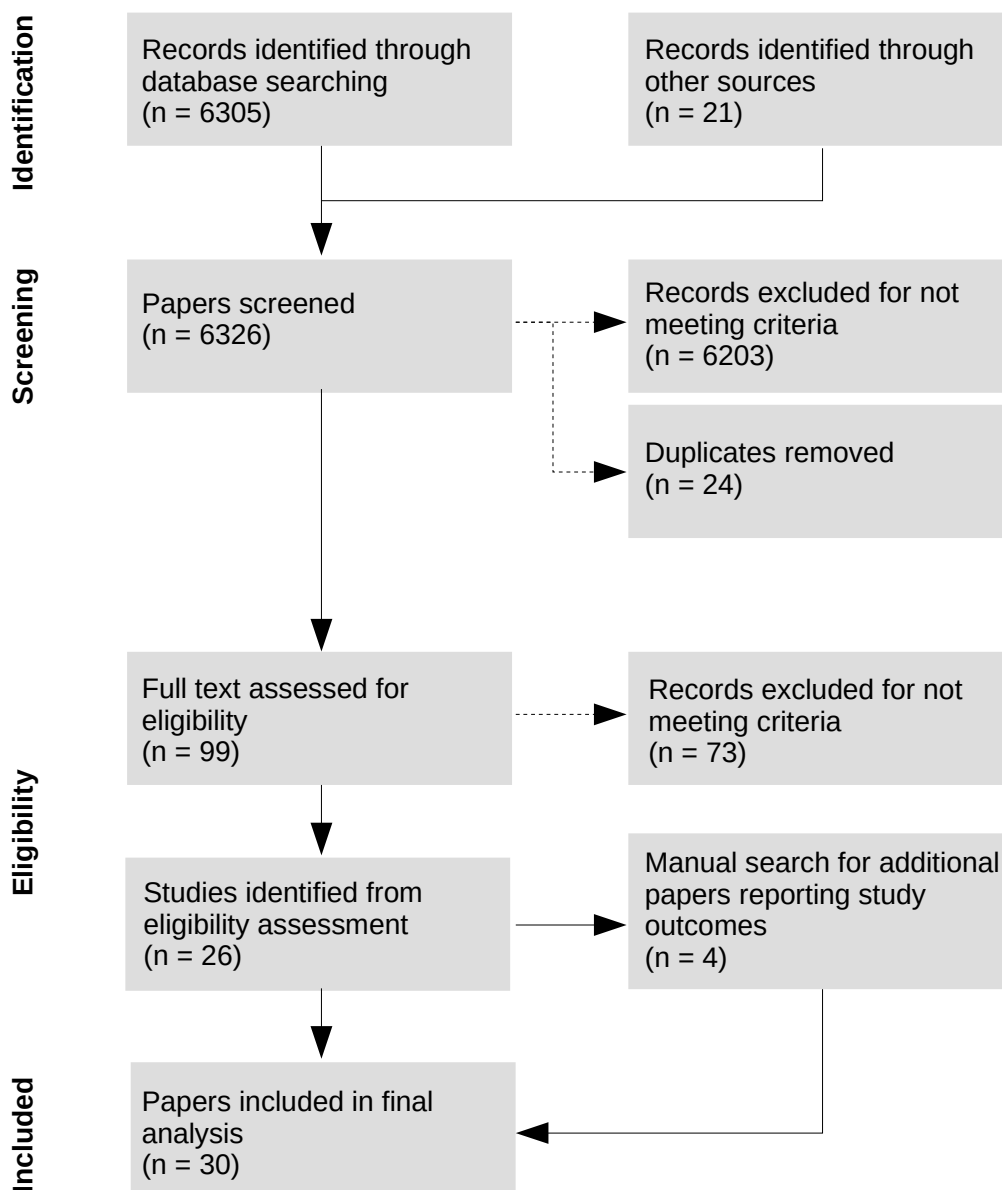 Identification
Records identified through
database searching
(n = 6305)
Records identified through
other sources
(n = 21)
Screening
Papers screened
(n = 6326)
Records excluded for not
meeting criteria
(n = 6203)
Duplicates removed
(n = 24)
Eligibility
Full text assessed for
eligibility
(n = 99)
Records excluded for not
meeting criteria
(n = 73)
Studies identified from
eligibility assessment
(n = 26)
Manual search for additional
papers reporting study
outcomes
(n = 4)
Included
Papers included in final
analysis
(n = 30)